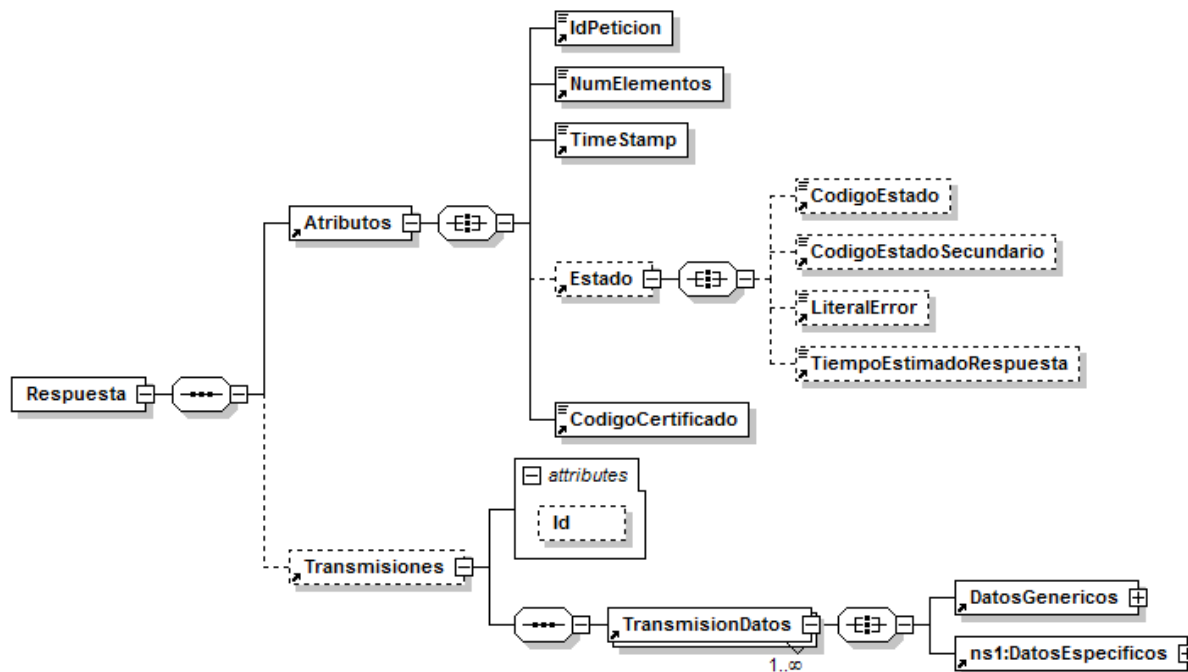 IdPeticion
NumElementos
TimeStamp
CodigoEstado
Atributos
CodigoEstadoSecundario
Estado
LiteralError
TiempoEstimadoRespuesta
Respuesta
CodigoCertificado
attributes
Id
Transmisiones
DatosGenericos
TransmisionDatos
1..∞
ns1:DatosEspecificos